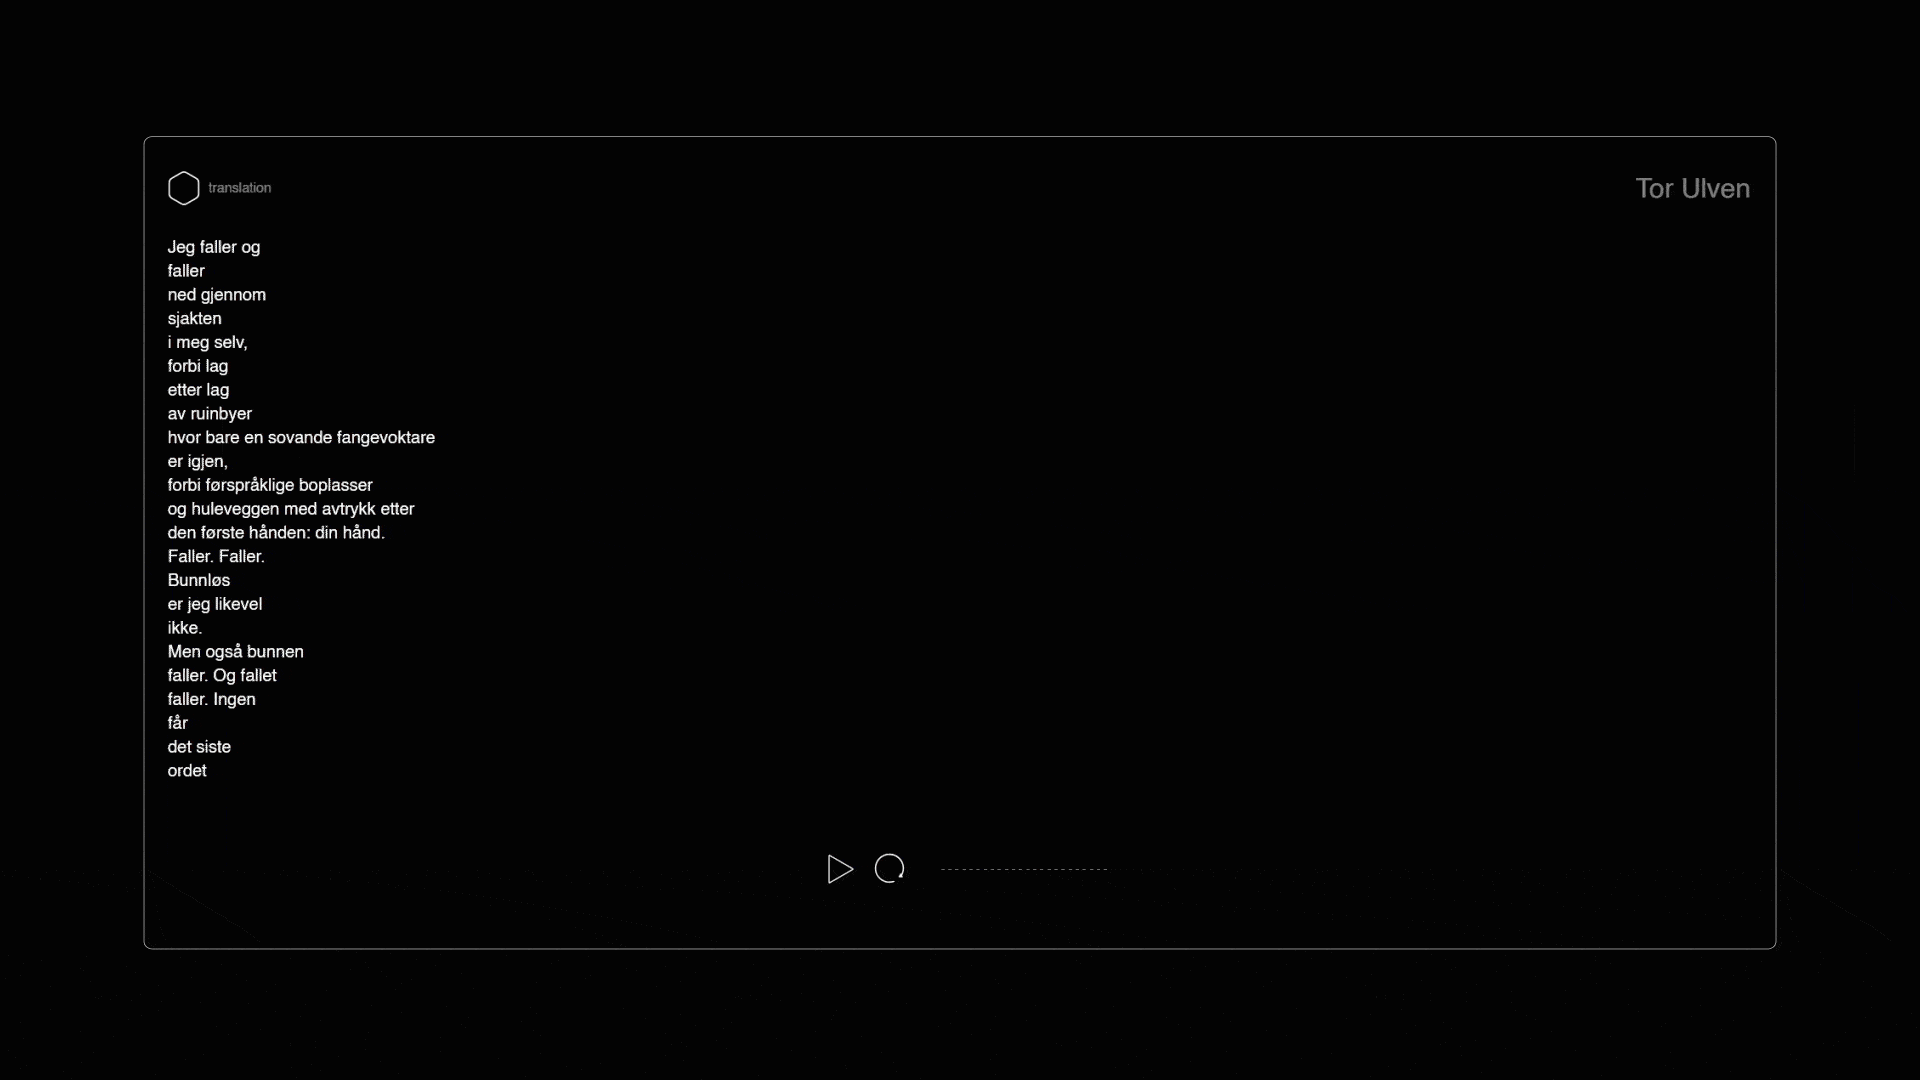 translation
Tor Ulven
Jeg faller og
faller
ned gjennom
sjakten
i meg selv,
forbi lag
etter lag
av ruinbyer
hvor bare en sovande fangevoktare
er igjen,
forbi førspråklige boplasser
og huleveggen med avtrykk etter
den første hånden: din hånd.
Faller. Faller.
Bunnløs
er jeg likevel
ikke.
Men også bunnen
faller. Og fallet
faller. Ingen
får
det siste
ordet